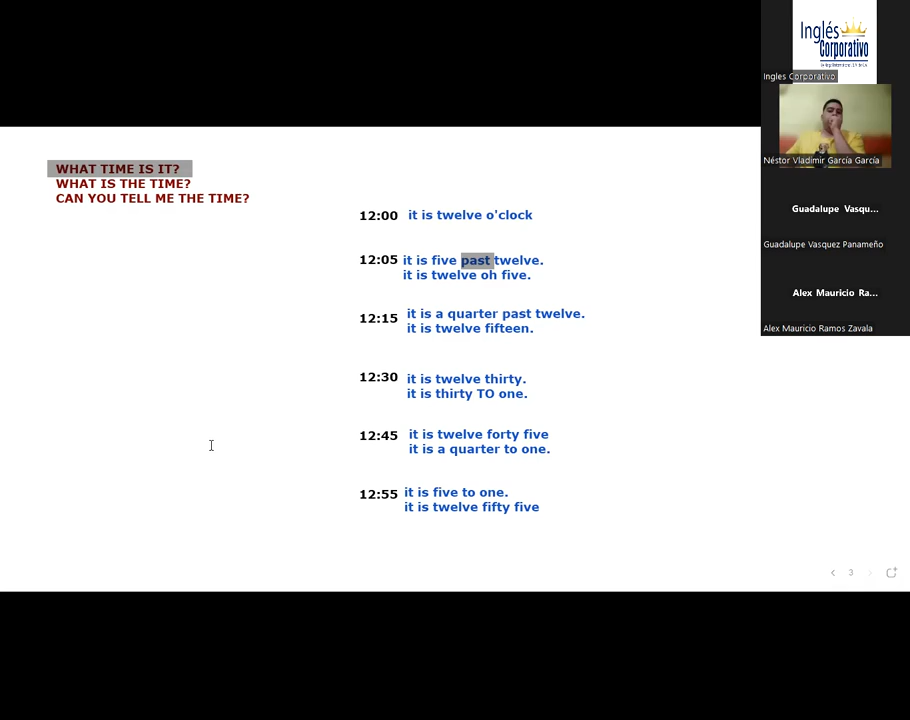 WHAT TIME IS IT?
WHAT IS THE TIME?
CAN YOU TELL ME THE TIME?
12:00 it is twelve o'clock
12:05 it is five past twelve.
it is twelve oh five.
12:15 it is a quarter past twelve.
it is twelve fifteen.
12:30 it is twelve thirty.
it is thirty TO one.
12:45 it is twelve forty five
it is a quarter to one.
12:55 it is five to one.
it is twelve fifty five
3
Inglés
Corporativo
Ingles Corporativo
Néstor Vladimir García García
Guadalupe Vasqu...
Guadalupe Vasquez Panameño
Alex Mauricio Ra...
Alex Mauricio Ramos Zavala